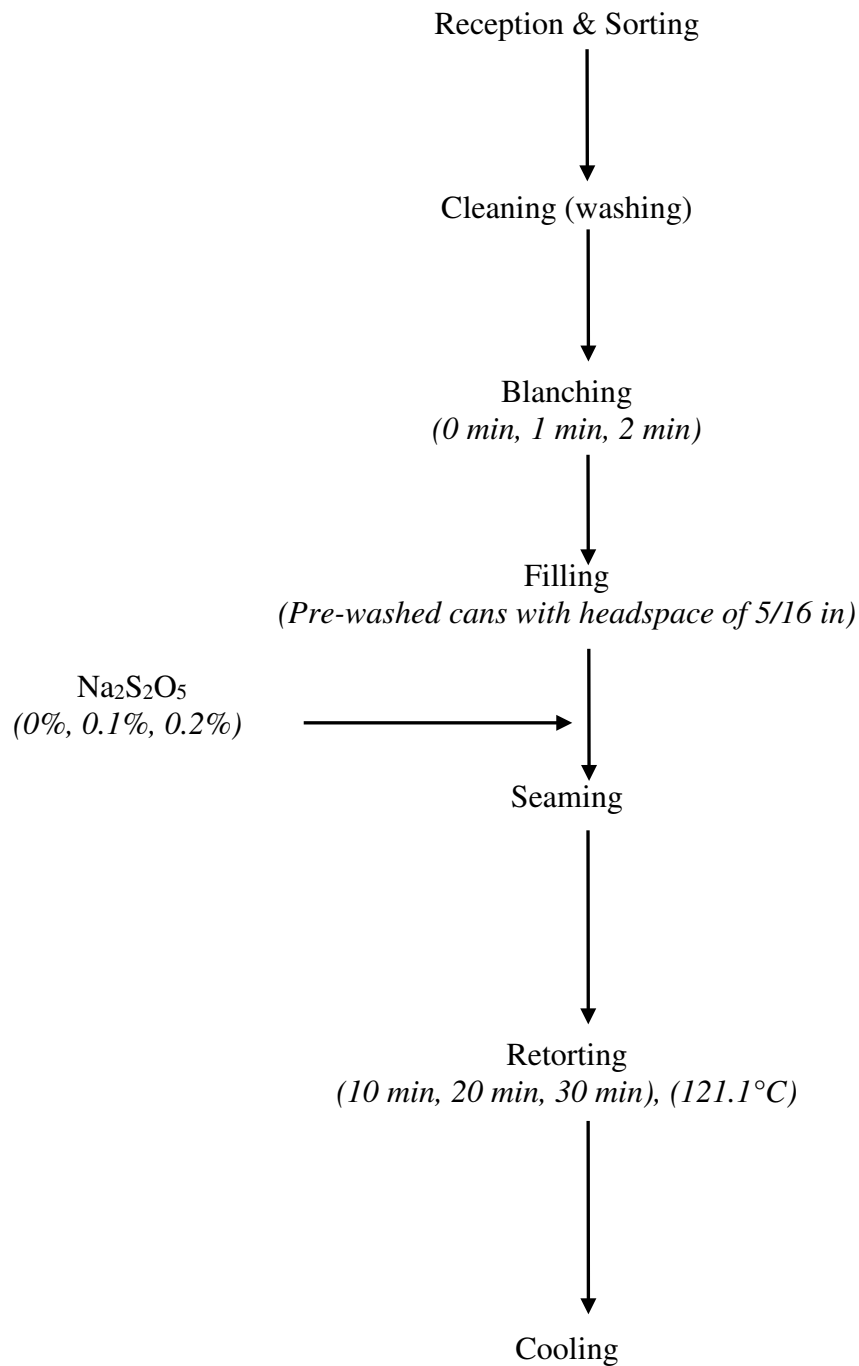 Reception & Sorting
Cleaning (washing)
Blanching
(0 min, 1 min, 2 min)
Filling
(Pre-washed cans with headspace of 5/16 in)
Na₂S₂O₅
(0%, 0.1%, 0.2%)
Seaming
Retorting
(10 min, 20 min, 30 min), (121.1°C)
Cooling